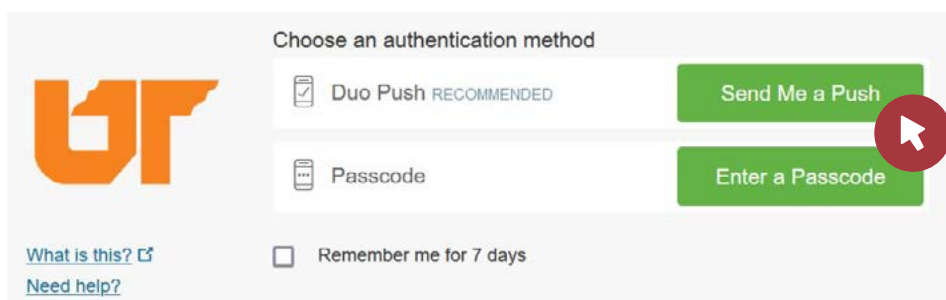 Choose an authentication method
UT
Duo Push RECOMMENDED
Send Me a Push
Passcode
Enter a Passcode
What is this?
Remember me for 7 days
Need help?